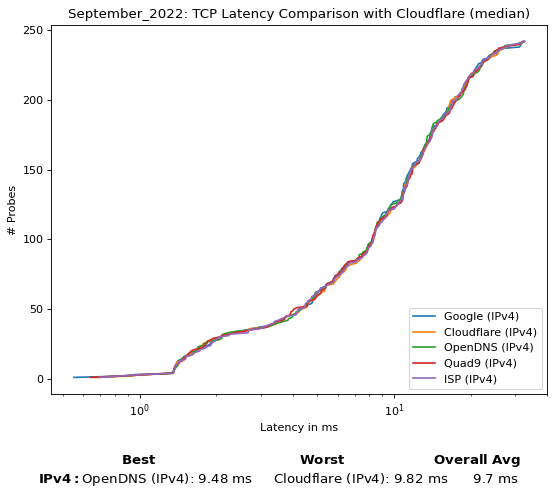 September_2022: TCP Latency Comparison with Cloudflare (median)
250
200
150
100
50
0
# Probes
Google (IPv4)
Cloudflare (IPv4)
OpenDNS (IPv4)
Quad9 (IPv4)
ISP (IPv4)
10⁰ 10¹
Latency in ms
Best Worst Overall Avg
IPv4: OpenDNS (IPv4): 9.48 ms Cloudflare (IPv4): 9.82 ms 9.7 ms